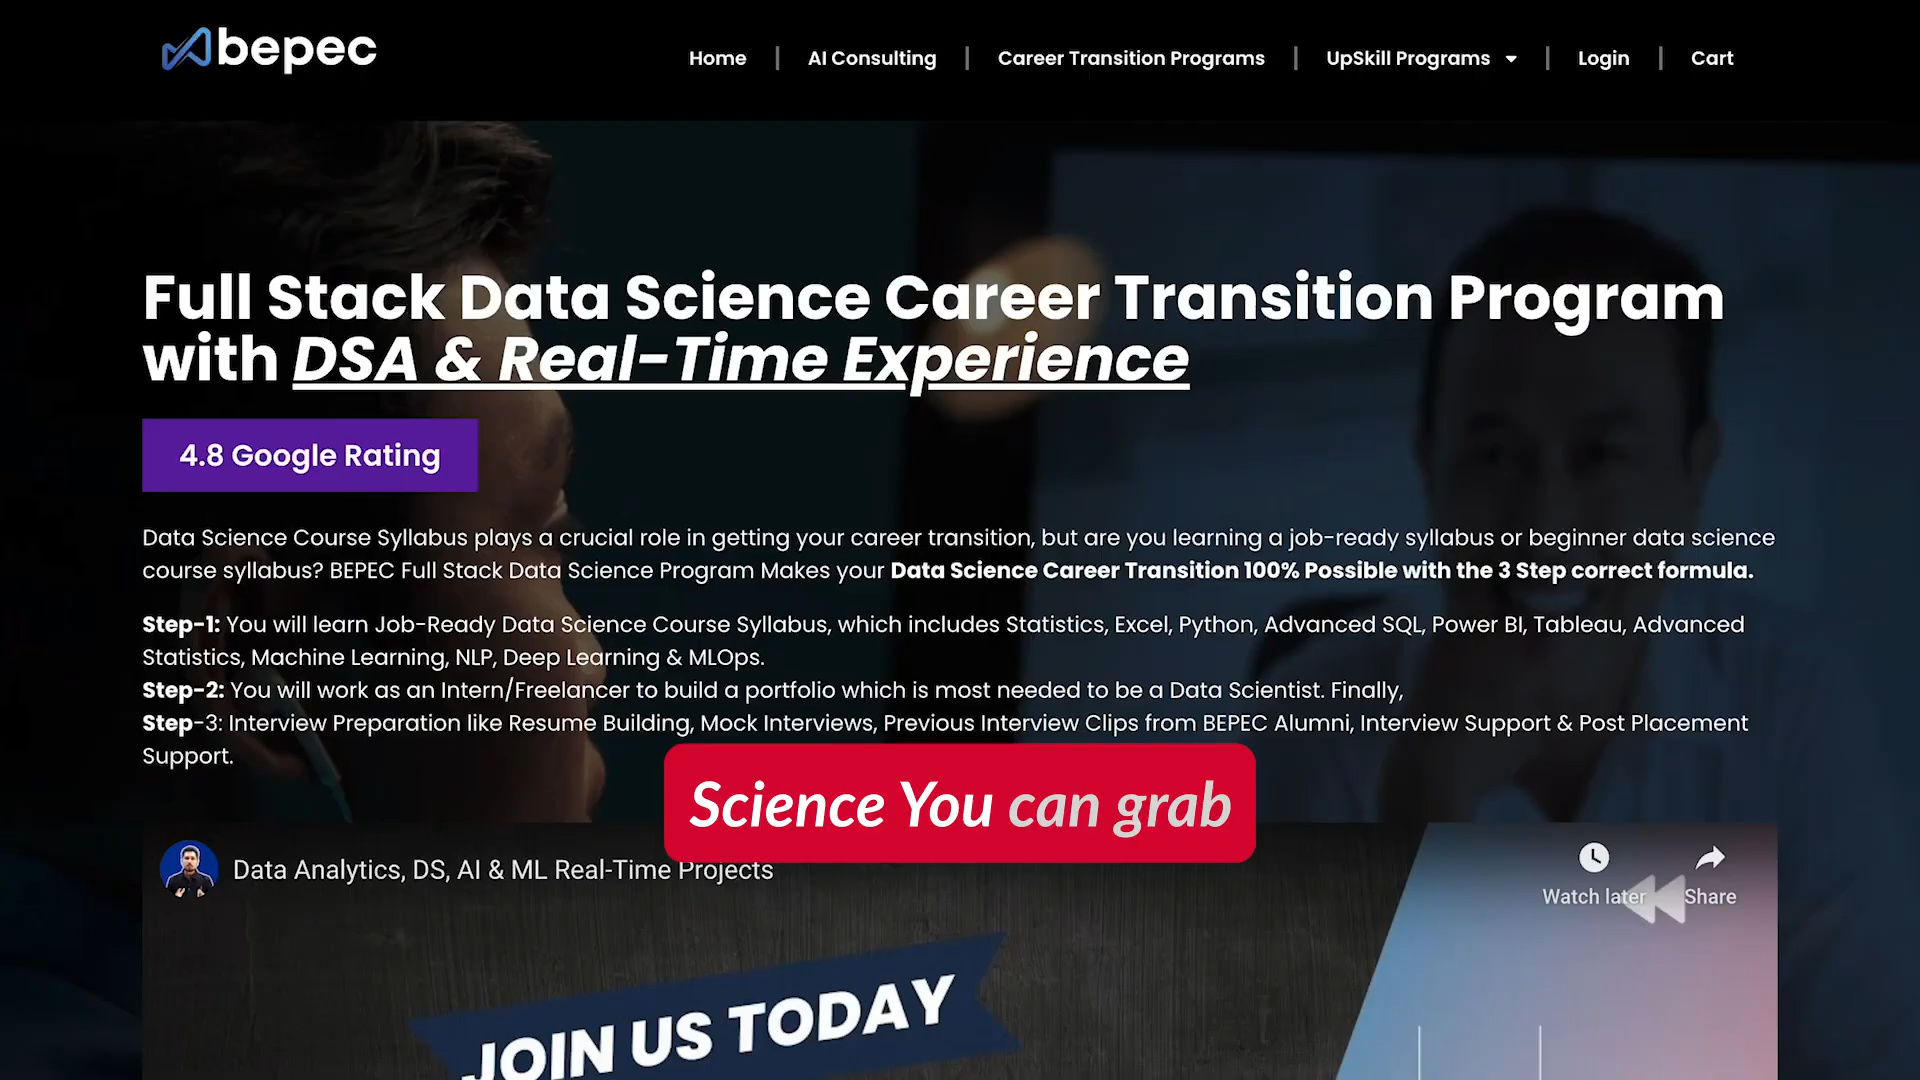 bepec
Home
AI Consulting
Career Transition Programs
UpSkill Programs
Login
Cart
Full Stack Data Science Career Transition Program
with DSA & Real-Time Experience
4.8 Google Rating
Data Science Course Syllabus plays a crucial role in getting your career transition, but are you learning a job-ready syllabus or beginner data science
course syllabus? BEPEC Full Stack Data Science Program Makes your Data Science Career Transition 100% Possible with the 3 Step correct formula.
Step-1: You will learn Job-Ready Data Science Course Syllabus, which includes Statistics, Excel, Python, Advanced SQL, Power BI, Tableau, Advanced
Statistics, Machine Learning, NLP, Deep Learning & MLOps.
Step-2: You will work as an Intern/Freelancer to build a portfolio which is most needed to be a Data Scientist. Finally,
Step-3: Interview Preparation like Resume Building, Mock Interviews, Previous Interview Clips from BEPEC Alumni, Interview Support & Post Placement
Support.
Science You can grab
Data Analytics, DS, AI & ML Real-Time Projects
Watch later
Share
JOIN US TODAY